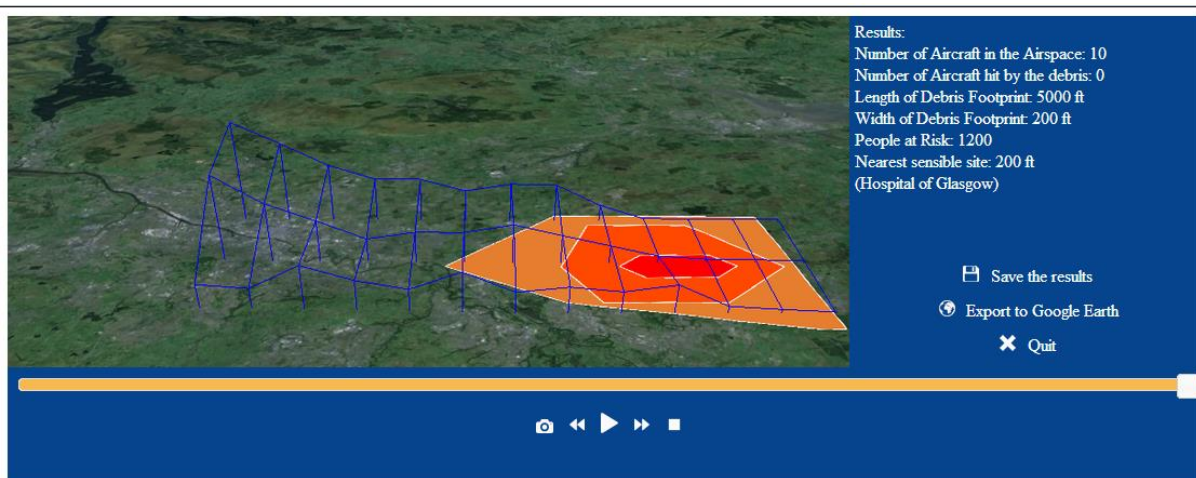 Results:
Number of Aircraft in the Airspace: 10
Number of Aircraft hit by the debris: 0
Length of Debris Footprint: 5000 ft
Width of Debris Footprint: 200 ft
People at Risk: 1200
Nearest sensible site: 200 ft
(Hospital of Glasgow)
Save the results
Export to Google Earth
Quit